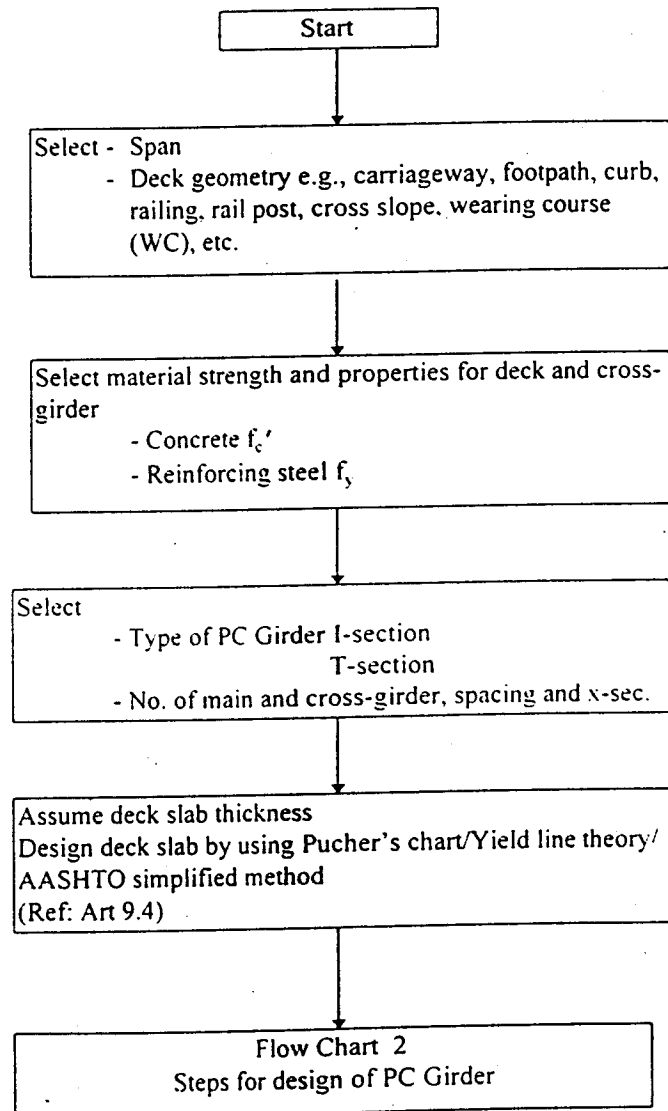 Start
Select - Span
- Deck geometry e.g., carriageway, footpath, curb,
railing, rail post, cross slope, wearing course
(WC), etc.
Select material strength and properties for deck and cross-
girder
- Concrete fc′
- Reinforcing steel fy
Select
- Type of PC Girder I-section
T-section
- No. of main and cross-girder, spacing and x-sec.
Assume deck slab thickness
Design deck slab by using Pucher's chart/Yield line theory/
AASHTO simplified method
(Ref: Art 9.4)
Flow Chart 2
Steps for design of PC Girder